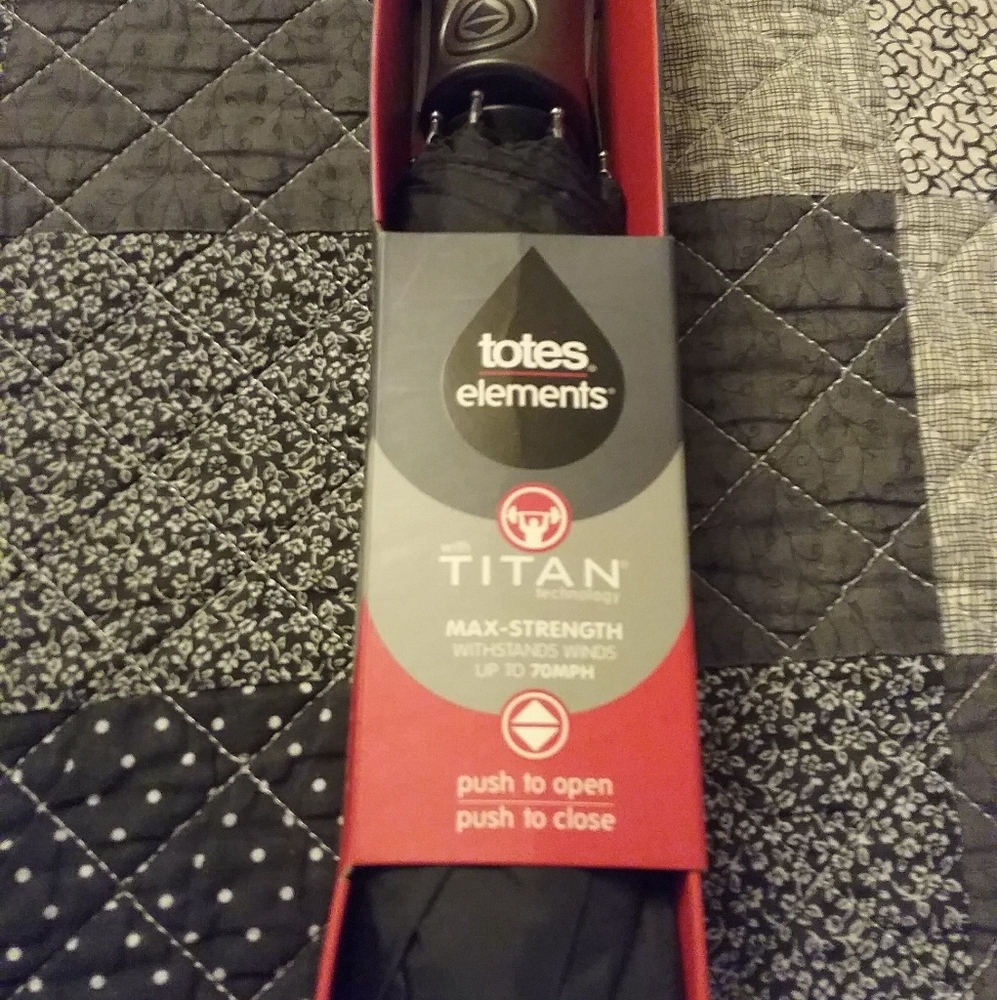 totes®
elements®
with
TITAN®
technology
MAX-STRENGTH
WITHSTANDS WINDS
UP TO 70MPH
push to open
push to close